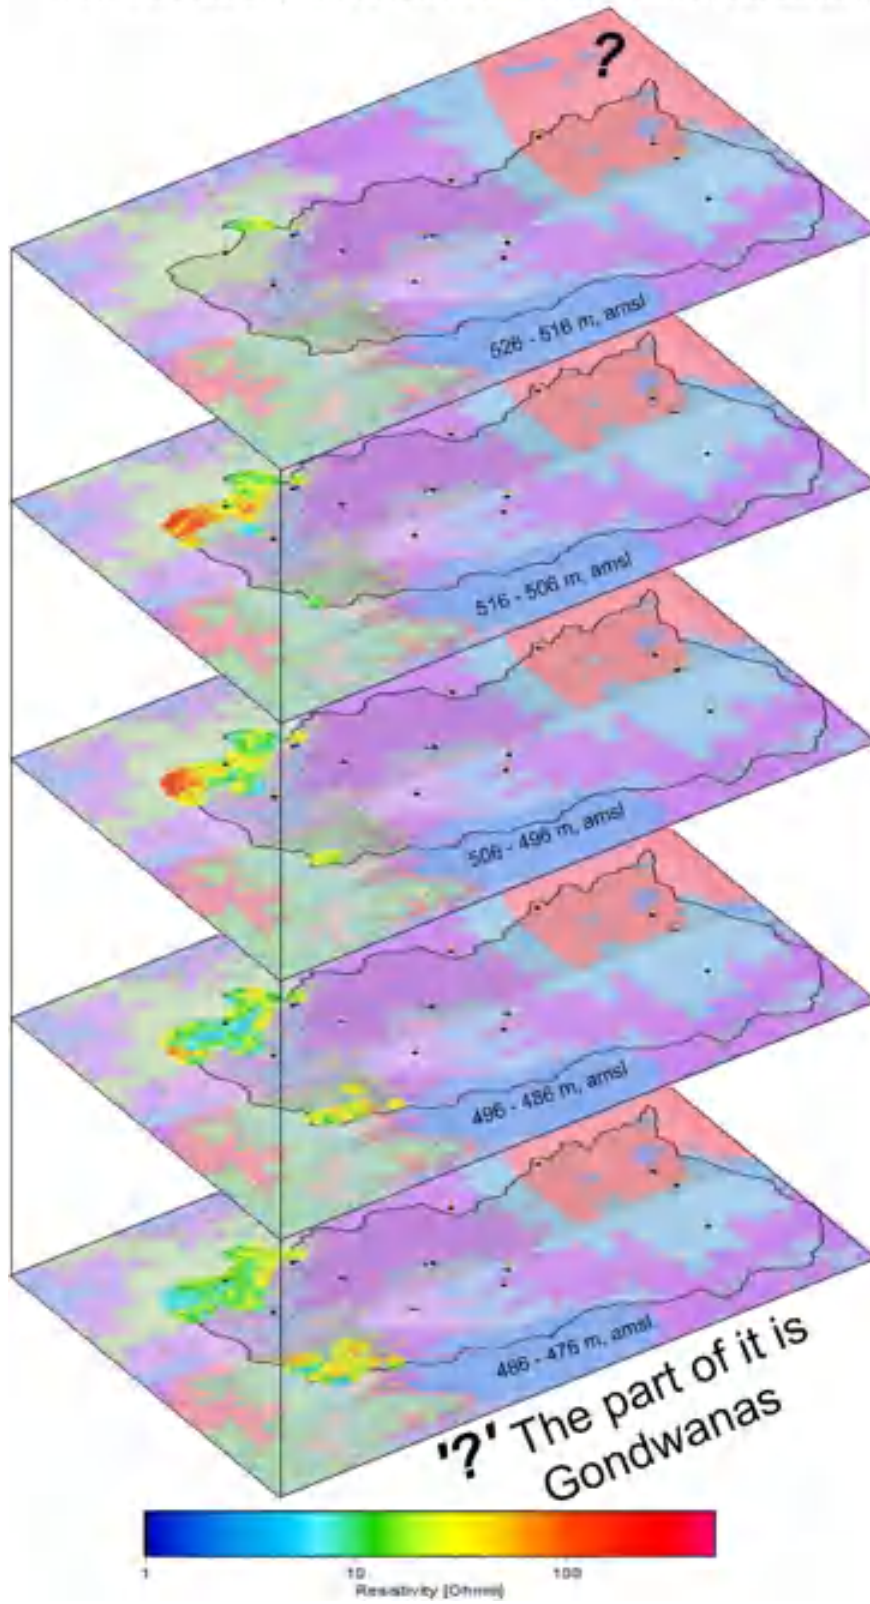 ?
526 - 516 m, amsl
516 - 506 m, amsl
506 - 496 m, amsl
496 - 486 m, amsl
486 - 476 m, amsl
'?' The part of it is
Gondwanas
1 10 100
Resistivity [Ohmm]